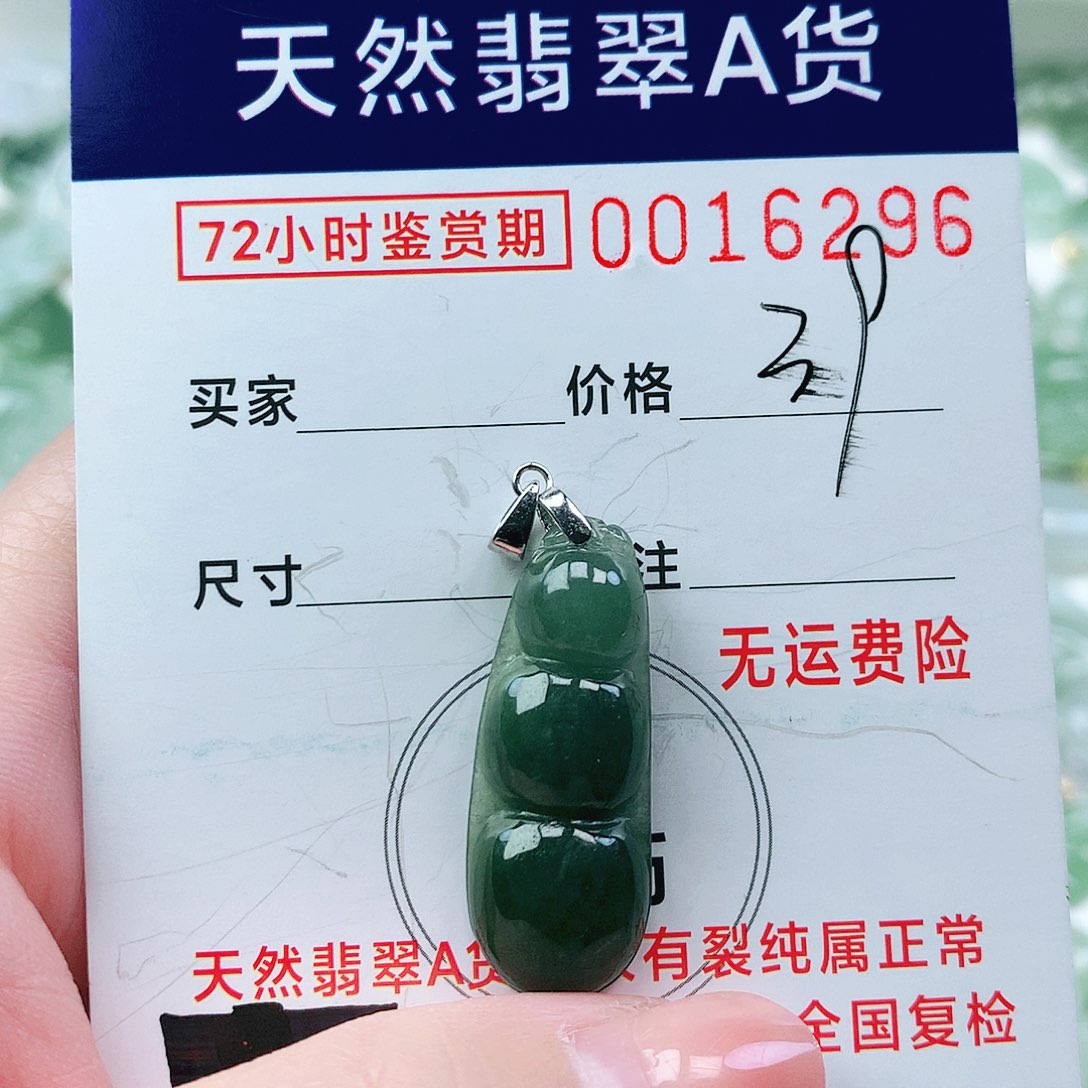 天然翡翠A货
72小时鉴赏期 0016296
买家 价格 39
尺寸 注
无运费险
天然翡翠A货 有裂纯属正常
全国复检